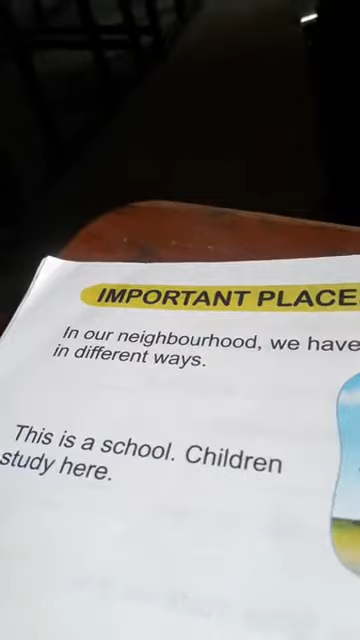 IMPORTANT PLACE
In our neighbourhood, we have
in different ways.
This is a school. Children
study here.